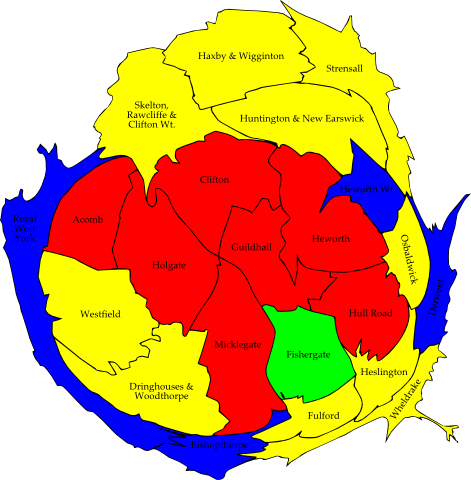 Haxby & Wigginton
Strensall
Skelton,
Rawcliffe &
Clifton Wt.
Huntington & New Earswick
Clifton
Heworth Wt.
Acomb
Rural
West
York
Heworth
Guildhall
Osbaldwick
Holgate
Derwent
Westfield
Hull Road
Micklegate
Fishergate
Heslington
Dringhouses &
Woodthorpe
Wheldrake
Fulford
Bishopthorpe